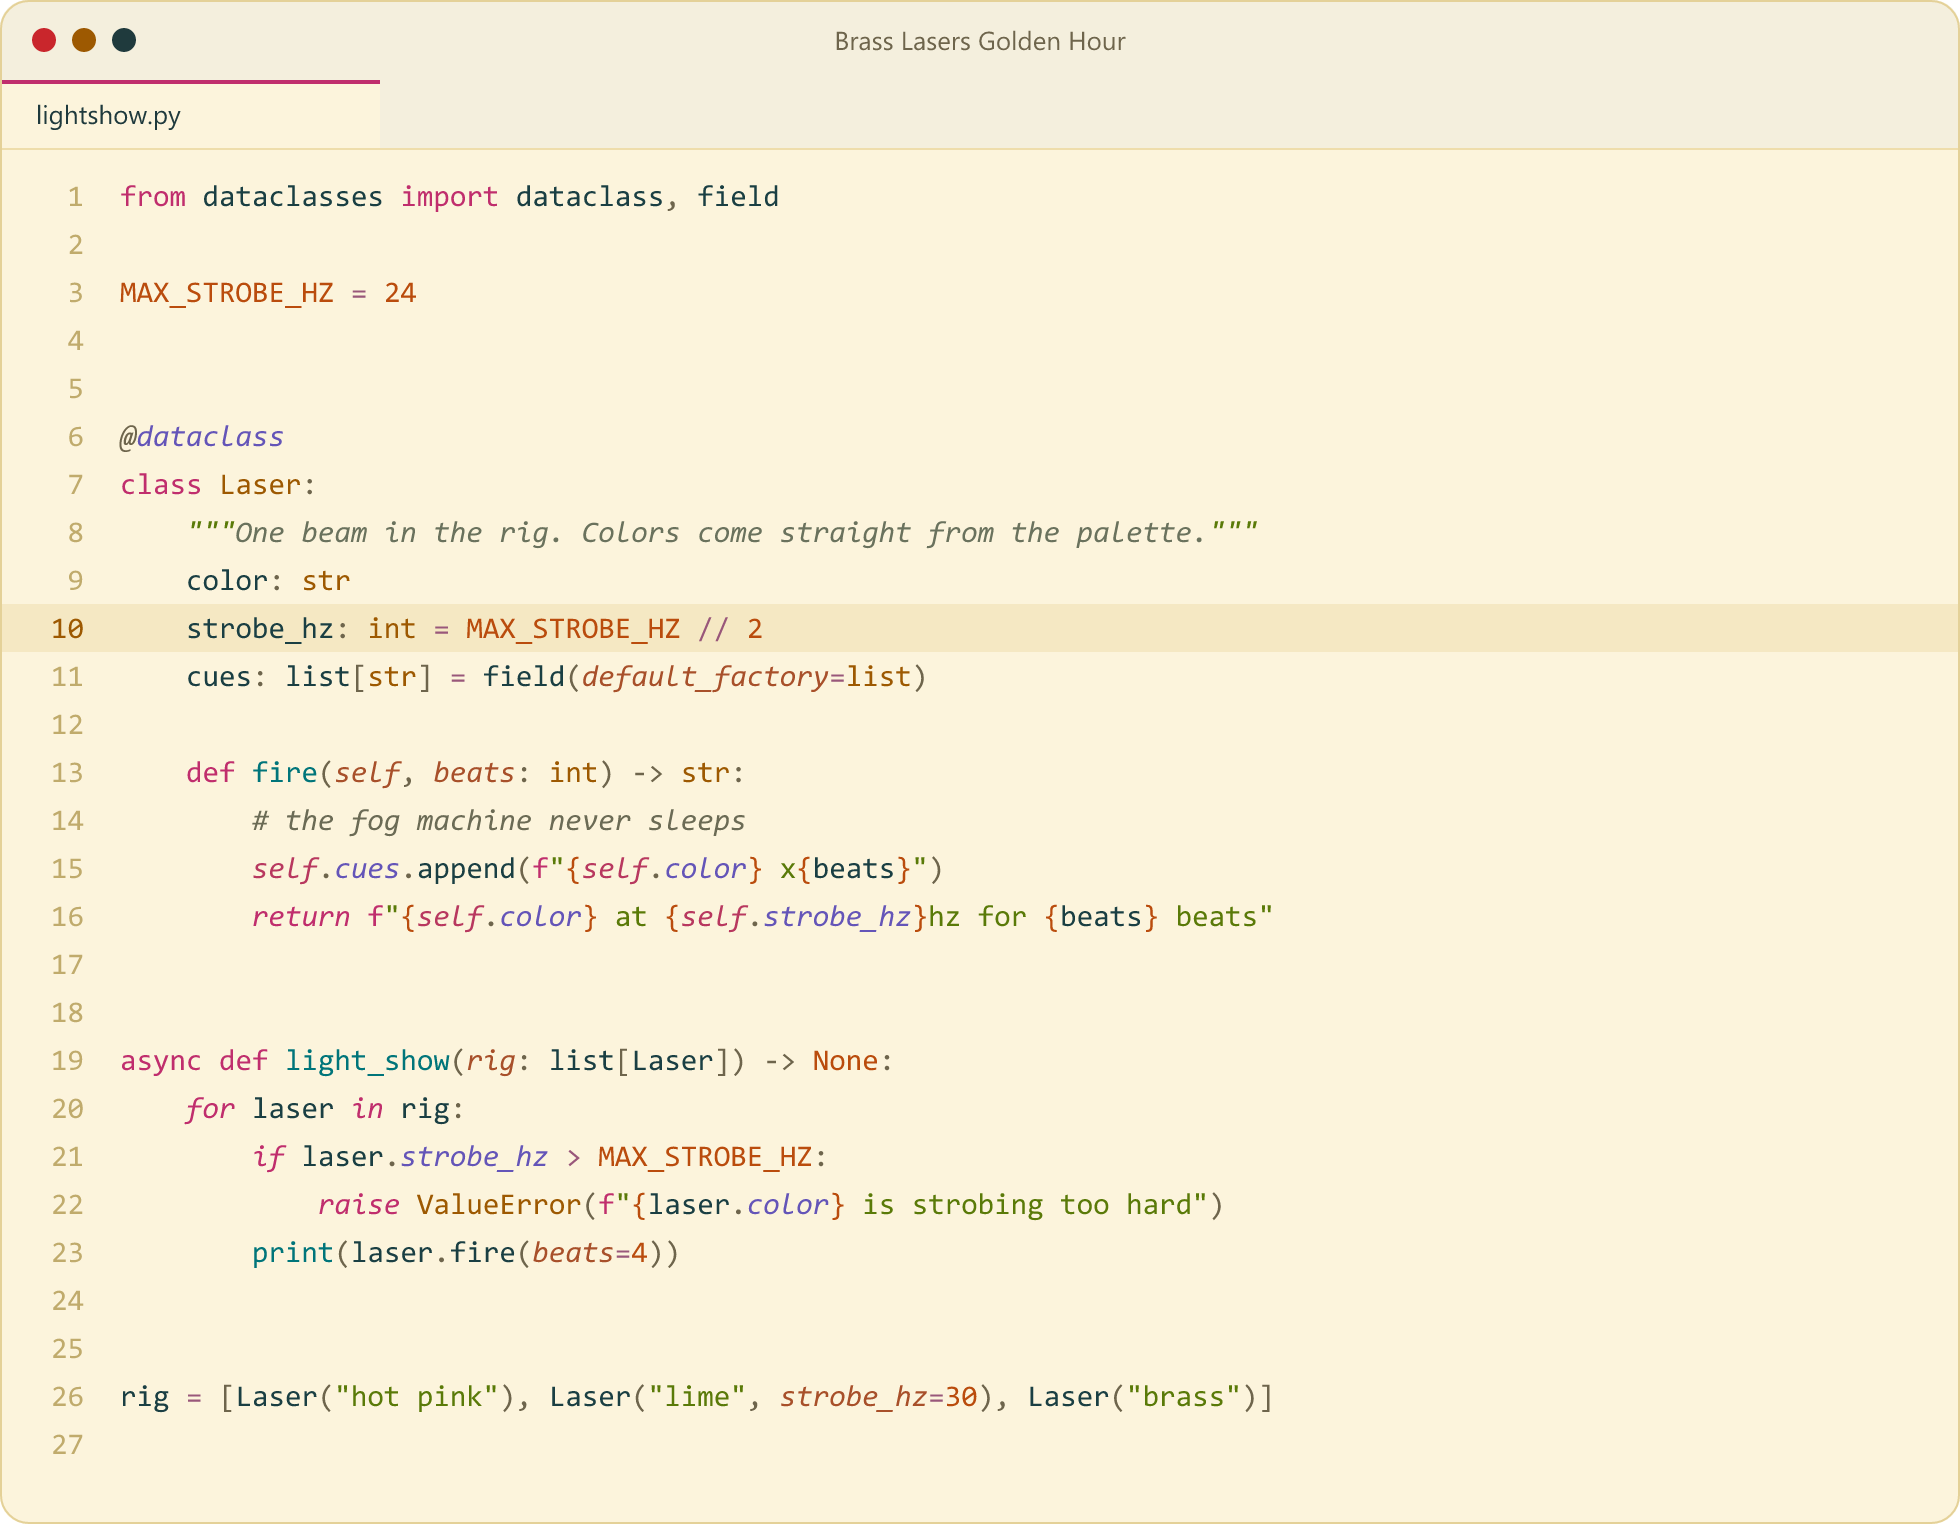 Brass Lasers Golden Hour
lightshow.py
1 from dataclasses import dataclass, field
2
3 MAX_STROBE_HZ = 24
4
5
6 @dataclass
7 class Laser:
8     """One beam in the rig. Colors come straight from the palette."""
9     color: str
10     strobe_hz: int = MAX_STROBE_HZ // 2
11     cues: list[str] = field(default_factory=list)
12
13     def fire(self, beats: int) -> str:
14         # the fog machine never sleeps
15         self.cues.append(f"{self.color} x{beats}")
16         return f"{self.color} at {self.strobe_hz}hz for {beats} beats"
17
18
19 async def light_show(rig: list[Laser]) -> None:
20     for laser in rig:
21         if laser.strobe_hz > MAX_STROBE_HZ:
22             raise ValueError(f"{laser.color} is strobing too hard")
23         print(laser.fire(beats=4))
24
25
26 rig = [Laser("hot pink"), Laser("lime", strobe_hz=30), Laser("brass")]
27